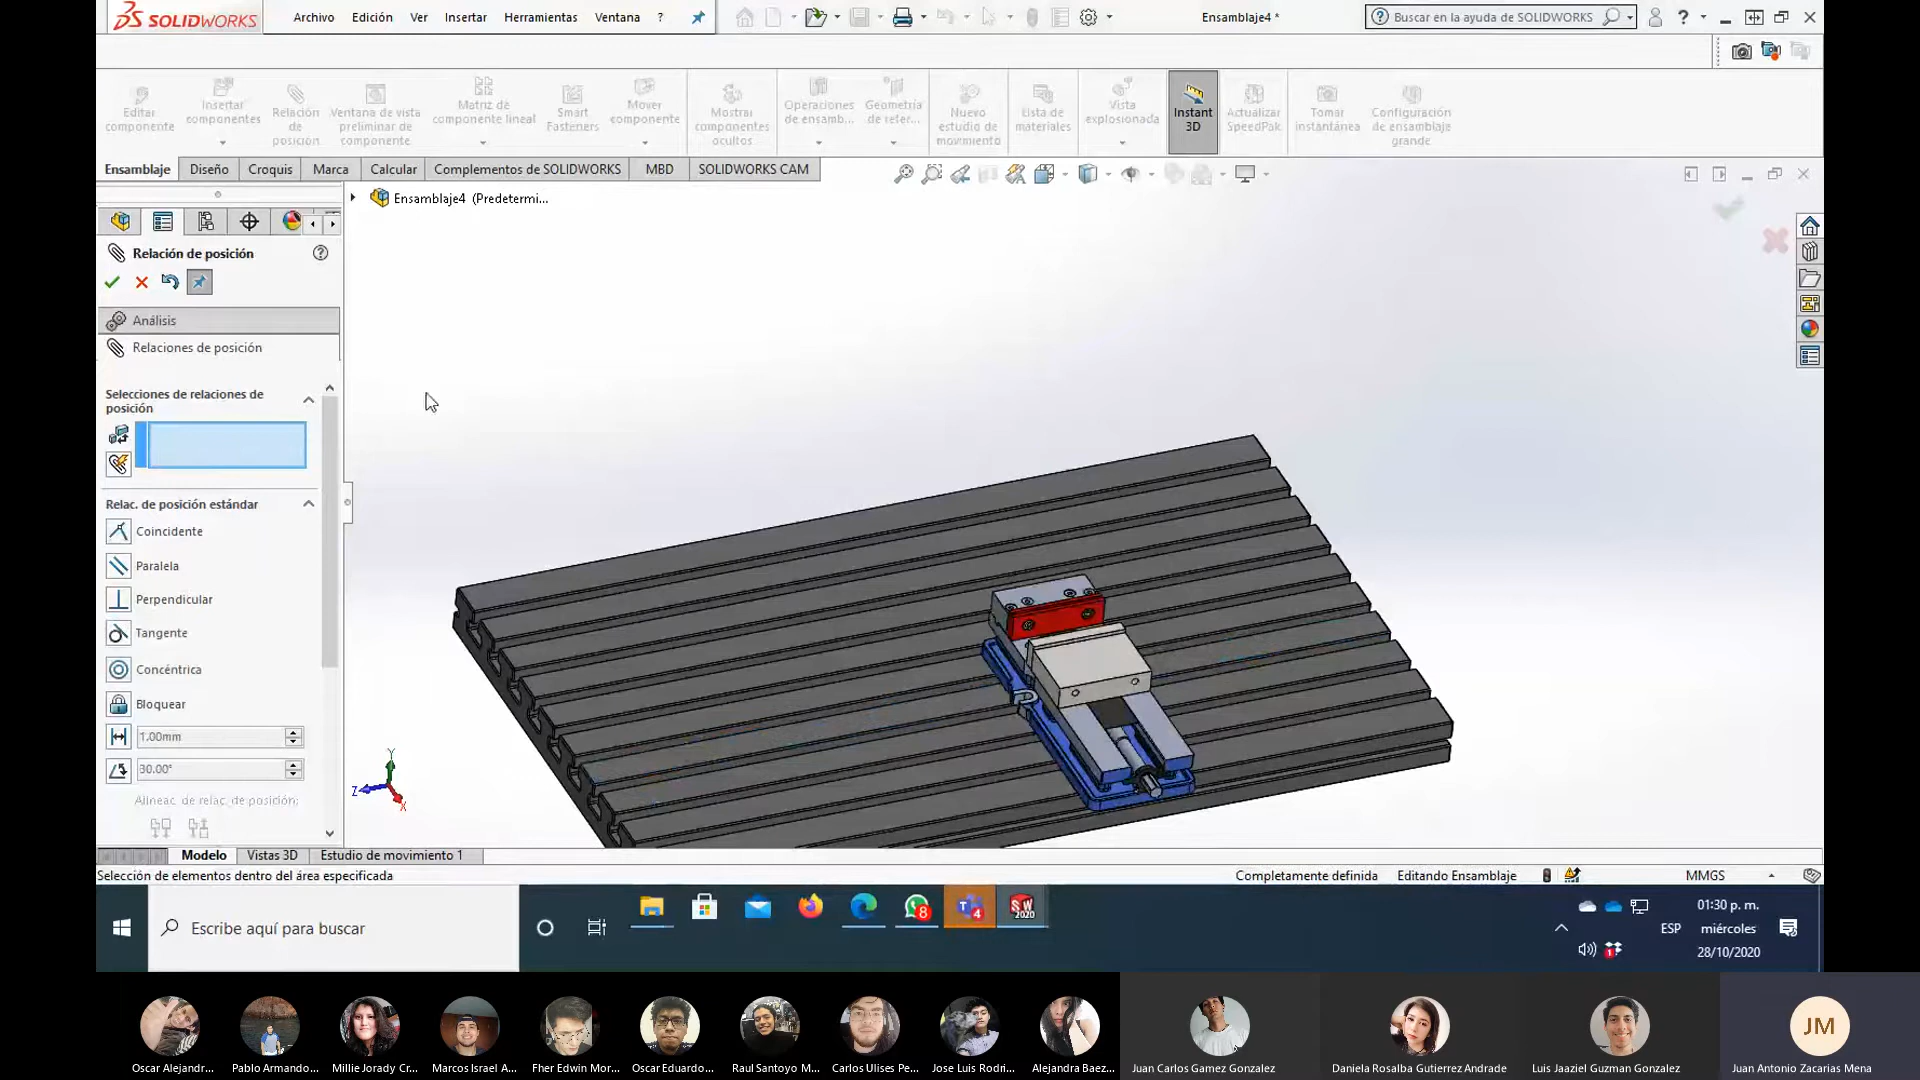 SOLIDWORKS
Archivo Edición Ver Insertar Herramientas Ventana ?
Ensamblaje4 *
Buscar en la ayuda de SOLIDWORKS
Editar componente
Insertar componentes
Relación de posición
Ventana de vista preliminar de componente
Matriz de componente lineal
Smart Fasteners
Mover componente
Mostrar componentes ocultos
Operaciones de ensamb...
Geometría de refer...
Nuevo estudio de movimiento
Lista de materiales
Vista explosionada
Instant 3D
Actualizar SpeedPak
Tomar instantánea
Configuración de ensamblaje grande
Ensamblaje Diseño Croquis Marca Calcular Complementos de SOLIDWORKS MBD SOLIDWORKS CAM
Ensamblaje4 (Predetermi...
Relación de posición
Análisis
Relaciones de posición
Selecciones de relaciones de
posición
Relac. de posición estándar
Coincidente
Paralela
Perpendicular
Tangente
Concéntrica
Bloquear
1.00mm
30.00°
Alineac. de relac. de posición:
Y
Z
X
Modelo Vistas 3D Estudio de movimiento 1
Selección de elementos dentro del área especificada
Completamente definida Editando Ensamblaje MMGS
Escribe aquí para buscar
8
4
SW 2020
ESP
01:30 p. m.
miércoles
28/10/2020
1
JM
Oscar Alejandr... Pablo Armando... Millie Jorady Cr... Marcos Israel A... Fher Edwin Mor... Oscar Eduardo... Raul Santoyo M... Carlos Ulises Pe... Jose Luis Rodri... Alejandra Baez... Juan Carlos Gamez Gonzalez Daniela Rosalba Gutierrez Andrade Luis Jaaziel Guzman Gonzalez Juan Antonio Zacarias Mena